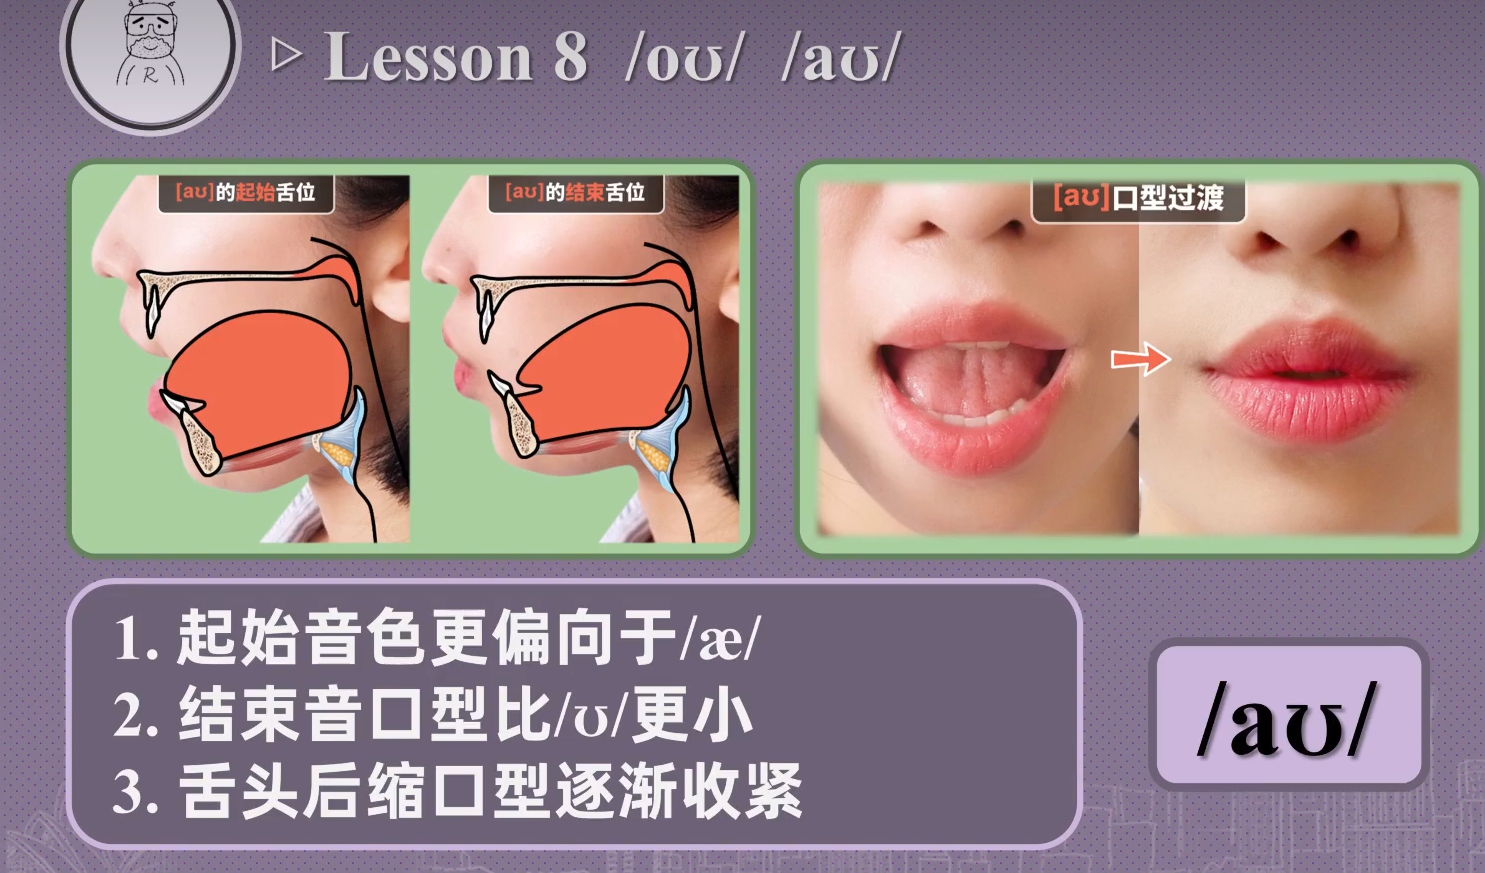 R
Lesson 8 /oʊ/ /aʊ/
[aʊ]的起始舌位
[aʊ]的结束舌位
[aʊ]口型过渡
1. 起始音色更偏向于/æ/
2. 结束音口型比/ʊ/更小
3. 舌头后缩口型逐渐收紧
/aʊ/